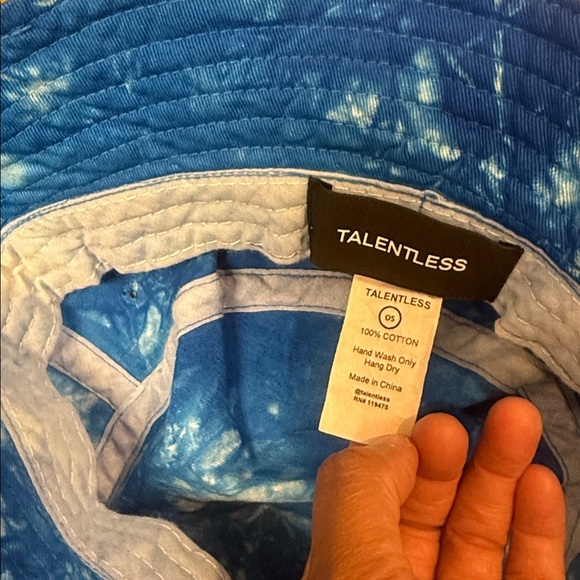 TALENTLESS
TALENTLESS
OS
100% COTTON
Hand Wash Only
Hang Dry
Made in China
@talentless
RN# 119475